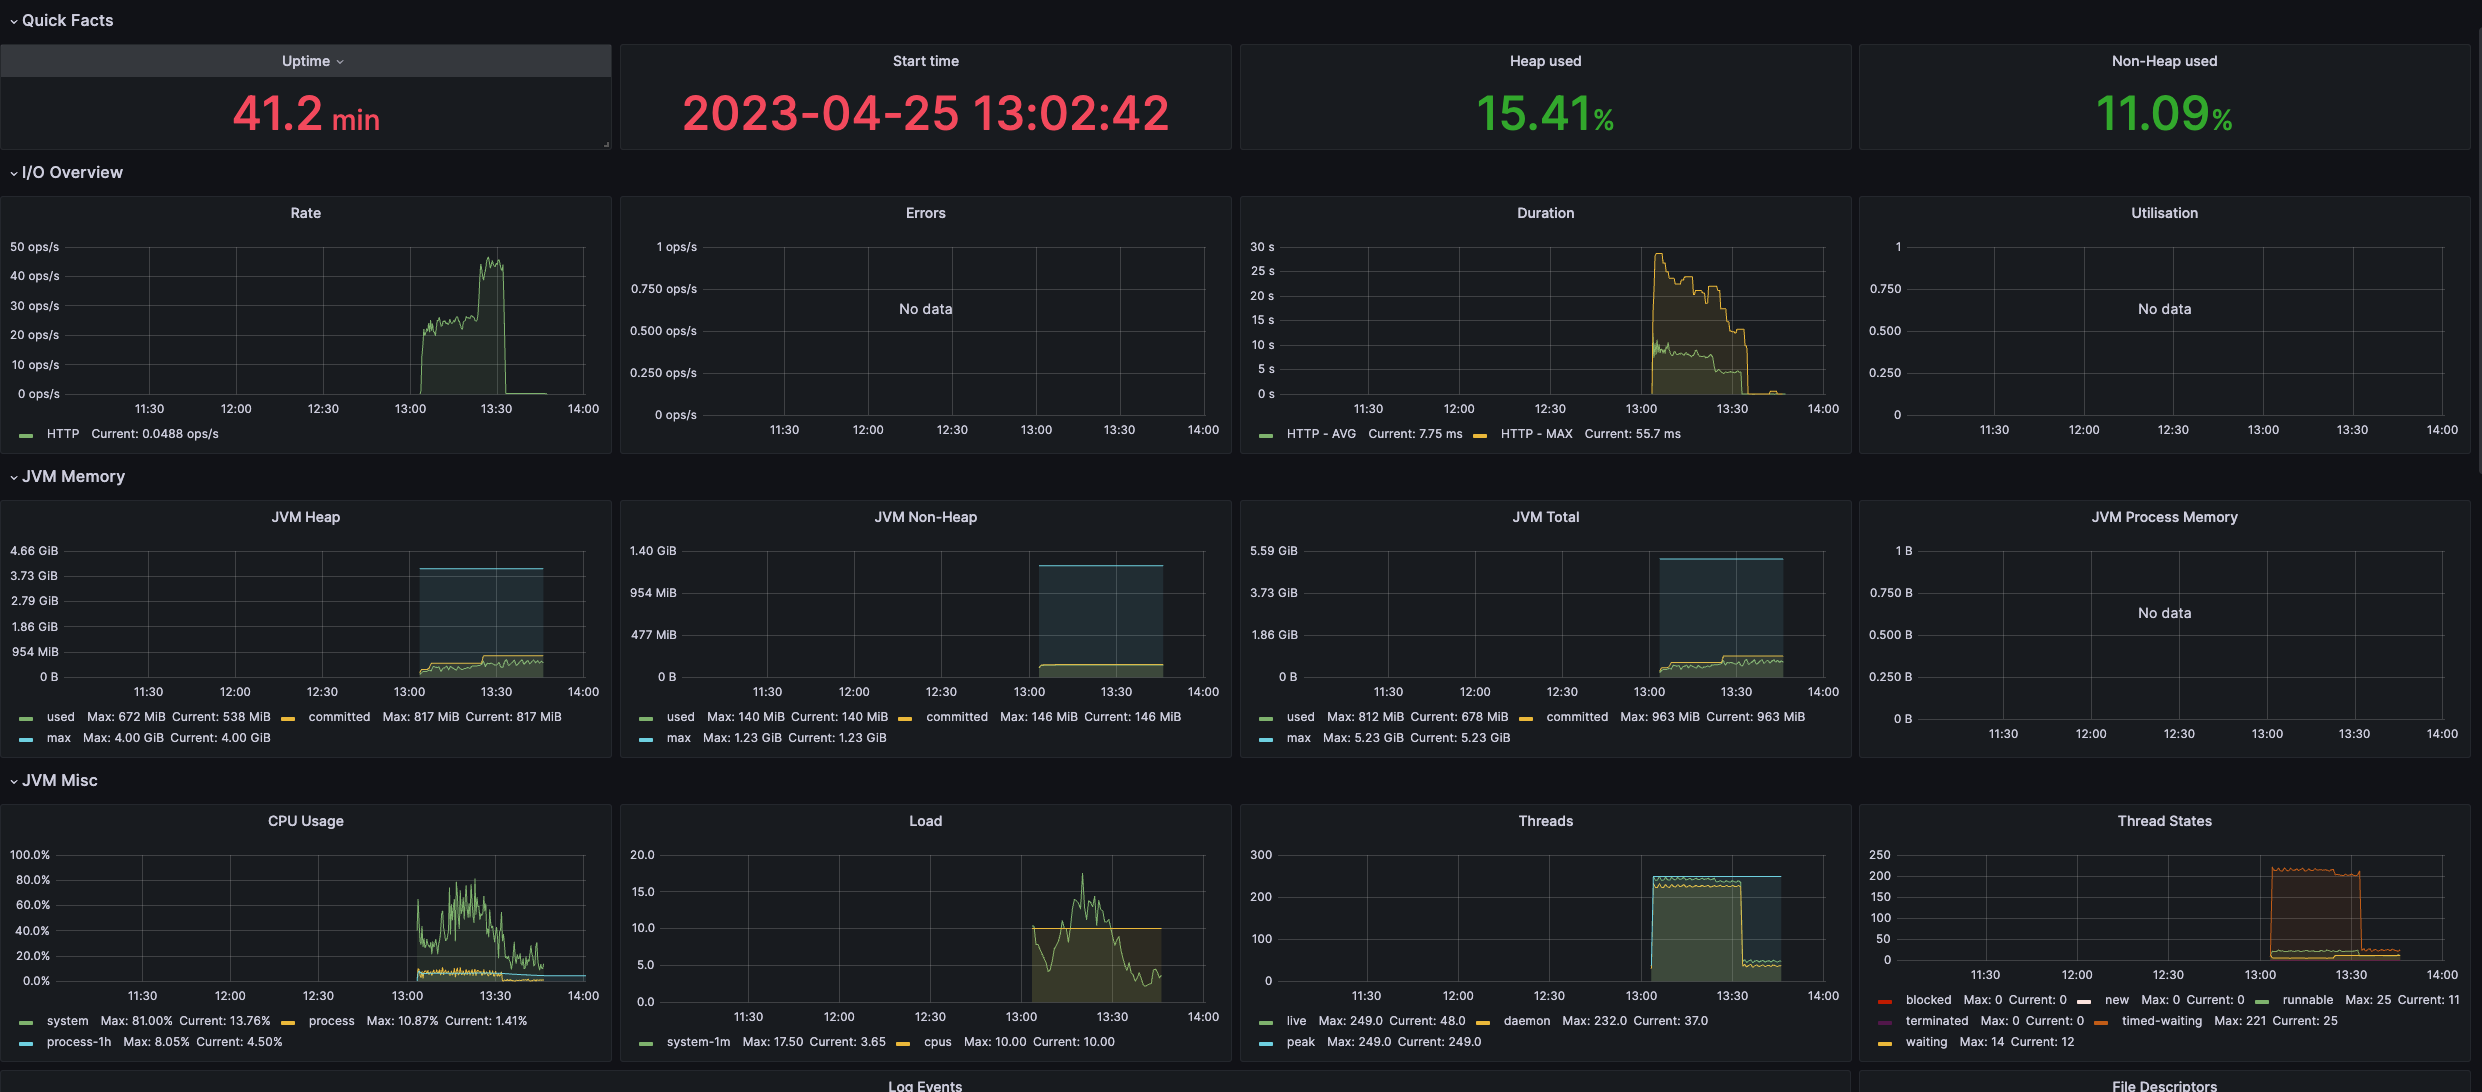 Quick Facts
Uptime
Start time
Heap used
Non-Heap used
41.2 min
2023-04-25 13:02:42
15.41%
11.09%
I/O Overview
Rate
50 ops/s
40 ops/s
30 ops/s
20 ops/s
10 ops/s
0 ops/s
11:30 12:00 12:30 13:00 13:30 14:00
HTTP Current: 0.0488 ops/s
Errors
1 ops/s
0.750 ops/s
0.500 ops/s
0.250 ops/s
0 ops/s
No data
11:30 12:00 12:30 13:00 13:30 14:00
Duration
30 s
25 s
20 s
15 s
10 s
5 s
0 s
11:30 12:00 12:30 13:00 13:30 14:00
HTTP - AVG Current: 7.75 ms HTTP - MAX Current: 55.7 ms
Utilisation
1
0.750
0.500
0.250
0
No data
11:30 12:00 12:30 13:00 13:30 14:00
JVM Memory
JVM Heap
4.66 GiB
3.73 GiB
2.79 GiB
1.86 GiB
954 MiB
0 B
11:30 12:00 12:30 13:00 13:30 14:00
used Max: 672 MiB Current: 538 MiB committed Max: 817 MiB Current: 817 MiB
max Max: 4.00 GiB Current: 4.00 GiB
JVM Non-Heap
1.40 GiB
954 MiB
477 MiB
0 B
11:30 12:00 12:30 13:00 13:30 14:00
used Max: 140 MiB Current: 140 MiB committed Max: 146 MiB Current: 146 MiB
max Max: 1.23 GiB Current: 1.23 GiB
JVM Total
5.59 GiB
3.73 GiB
1.86 GiB
0 B
11:30 12:00 12:30 13:00 13:30 14:00
used Max: 812 MiB Current: 678 MiB committed Max: 963 MiB Current: 963 MiB
max Max: 5.23 GiB Current: 5.23 GiB
JVM Process Memory
1 B
0.750 B
0.500 B
0.250 B
0 B
No data
11:30 12:00 12:30 13:00 13:30 14:00
JVM Misc
CPU Usage
100.0%
80.0%
60.0%
40.0%
20.0%
0.0%
11:30 12:00 12:30 13:00 13:30 14:00
system Max: 81.00% Current: 13.76% process Max: 10.87% Current: 1.41%
process-1h Max: 8.05% Current: 4.50%
Load
20.0
15.0
10.0
5.0
0.0
11:30 12:00 12:30 13:00 13:30 14:00
system-1m Max: 17.50 Current: 3.65 cpus Max: 10.00 Current: 10.00
Threads
300
200
100
0
11:30 12:00 12:30 13:00 13:30 14:00
live Max: 249.0 Current: 48.0 daemon Max: 232.0 Current: 37.0
peak Max: 249.0 Current: 249.0
Thread States
250
200
150
100
50
0
11:30 12:00 12:30 13:00 13:30 14:00
blocked Max: 0 Current: 0 new Max: 0 Current: 0 runnable Max: 25 Current: 11
terminated Max: 0 Current: 0 timed-waiting Max: 221 Current: 25
waiting Max: 14 Current: 12
Log Events
File Descriptors